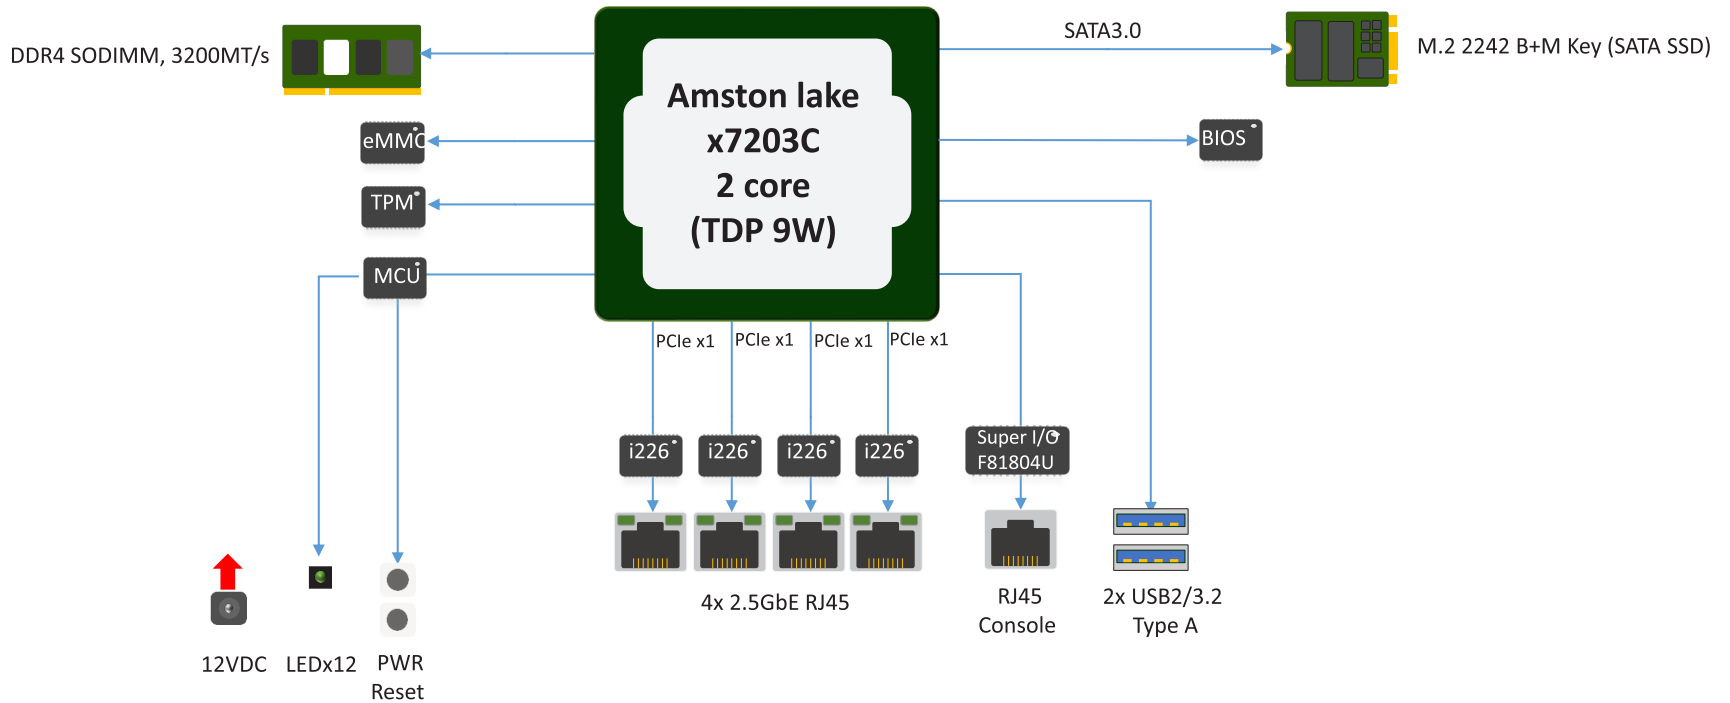 DDR4 SODIMM, 3200MT/s
Amston lake
x7203C
2 core
(TDP 9W)
SATA3.0
M.2 2242 B+M Key (SATA SSD)
eMMC
BIOS
TPM
MCU
PCIe x1
PCIe x1
PCIe x1
PCIe x1
i226
i226
i226
i226
Super I/O
F81804U
4x 2.5GbE RJ45
RJ45
Console
2x USB2/3.2
Type A
12VDC
LEDx12
PWR
Reset